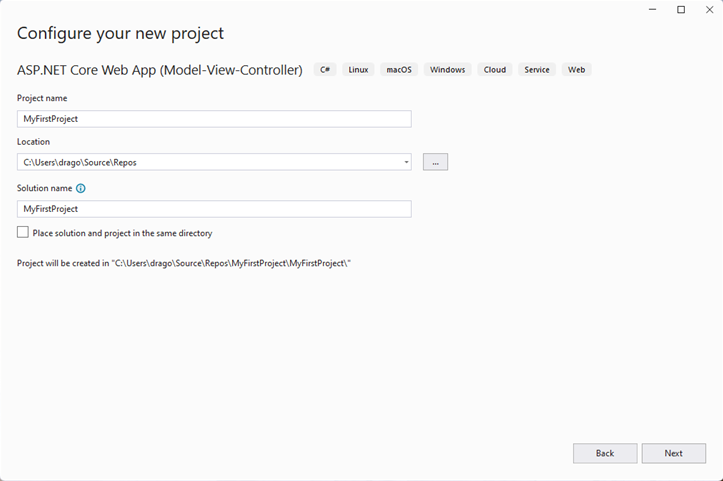 Configure your new project
ASP.NET Core Web App (Model-View-Controller) C# Linux macOS Windows Cloud Service Web
Project name
MyFirstProject
Location
C:\Users\drago\Source\Repos
...
Solution name
MyFirstProject
Place solution and project in the same directory
Project will be created in "C:\Users\drago\Source\Repos\MyFirstProject\MyFirstProject\"
Back Next